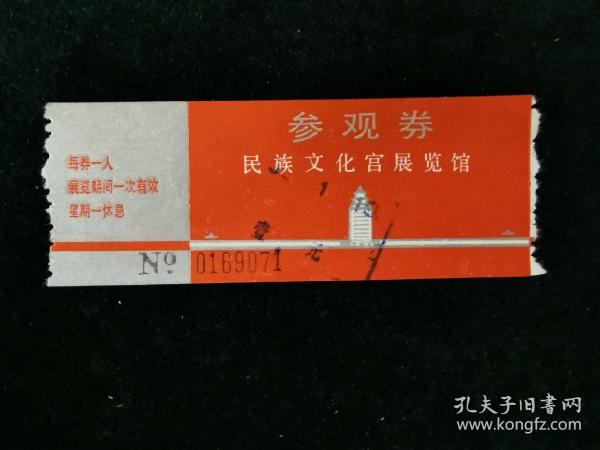 参观券
民族文化宫展览馆
每券一人
展览期间一次有效
星期一休息
壹元
№ 0169071
孔夫子旧书网
www.kongfz.com